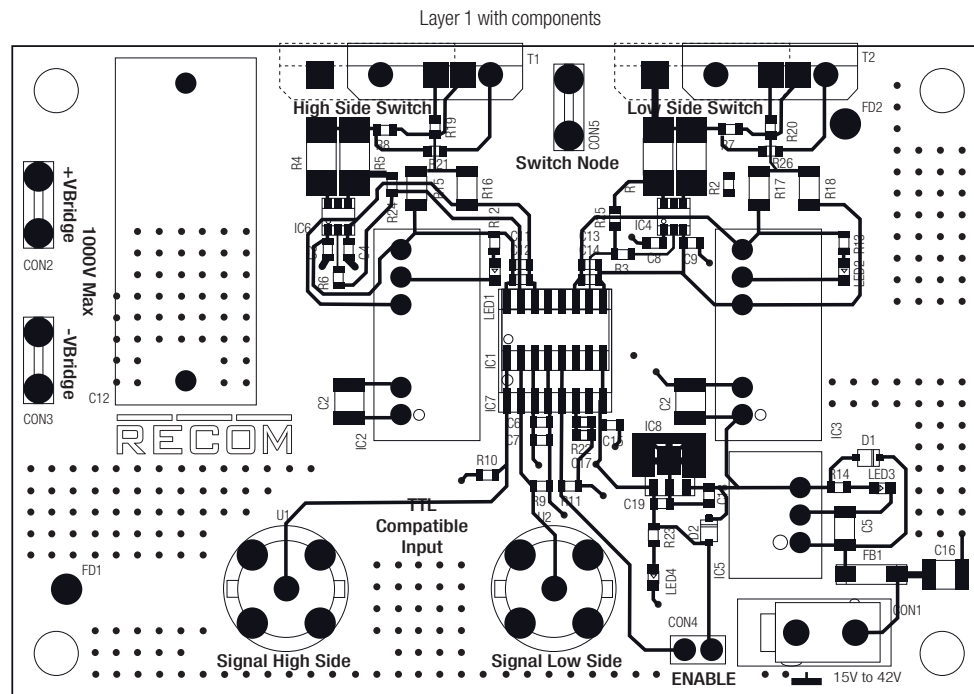 Layer 1 with components
T1
T2
High Side Switch
Low Side Switch
Switch Node
CON5
FD2
R19
R8
R4
R5
R21
R16
R24
R12
IC6
R6
R20
R7
R26
R17
R18
R2
IC4
C13
C14
R3
C8
C9
LED1
LED2
+VBridge
CON2
1000V Max
-VBridge
CON3
C12
RECOM
C2
IC2
IC1
IC7
C6
C7
R22
C17
C15
IC8
C2
IC3
D1
R14
LED3
C5
R10
R9
R11
C19
R23
D2
IC5
LED4
FB1
C16
CON1
U1
U2
TTL
Compatible
Input
FD1
Signal High Side
Signal Low Side
CON4
ENABLE
15V to 42V